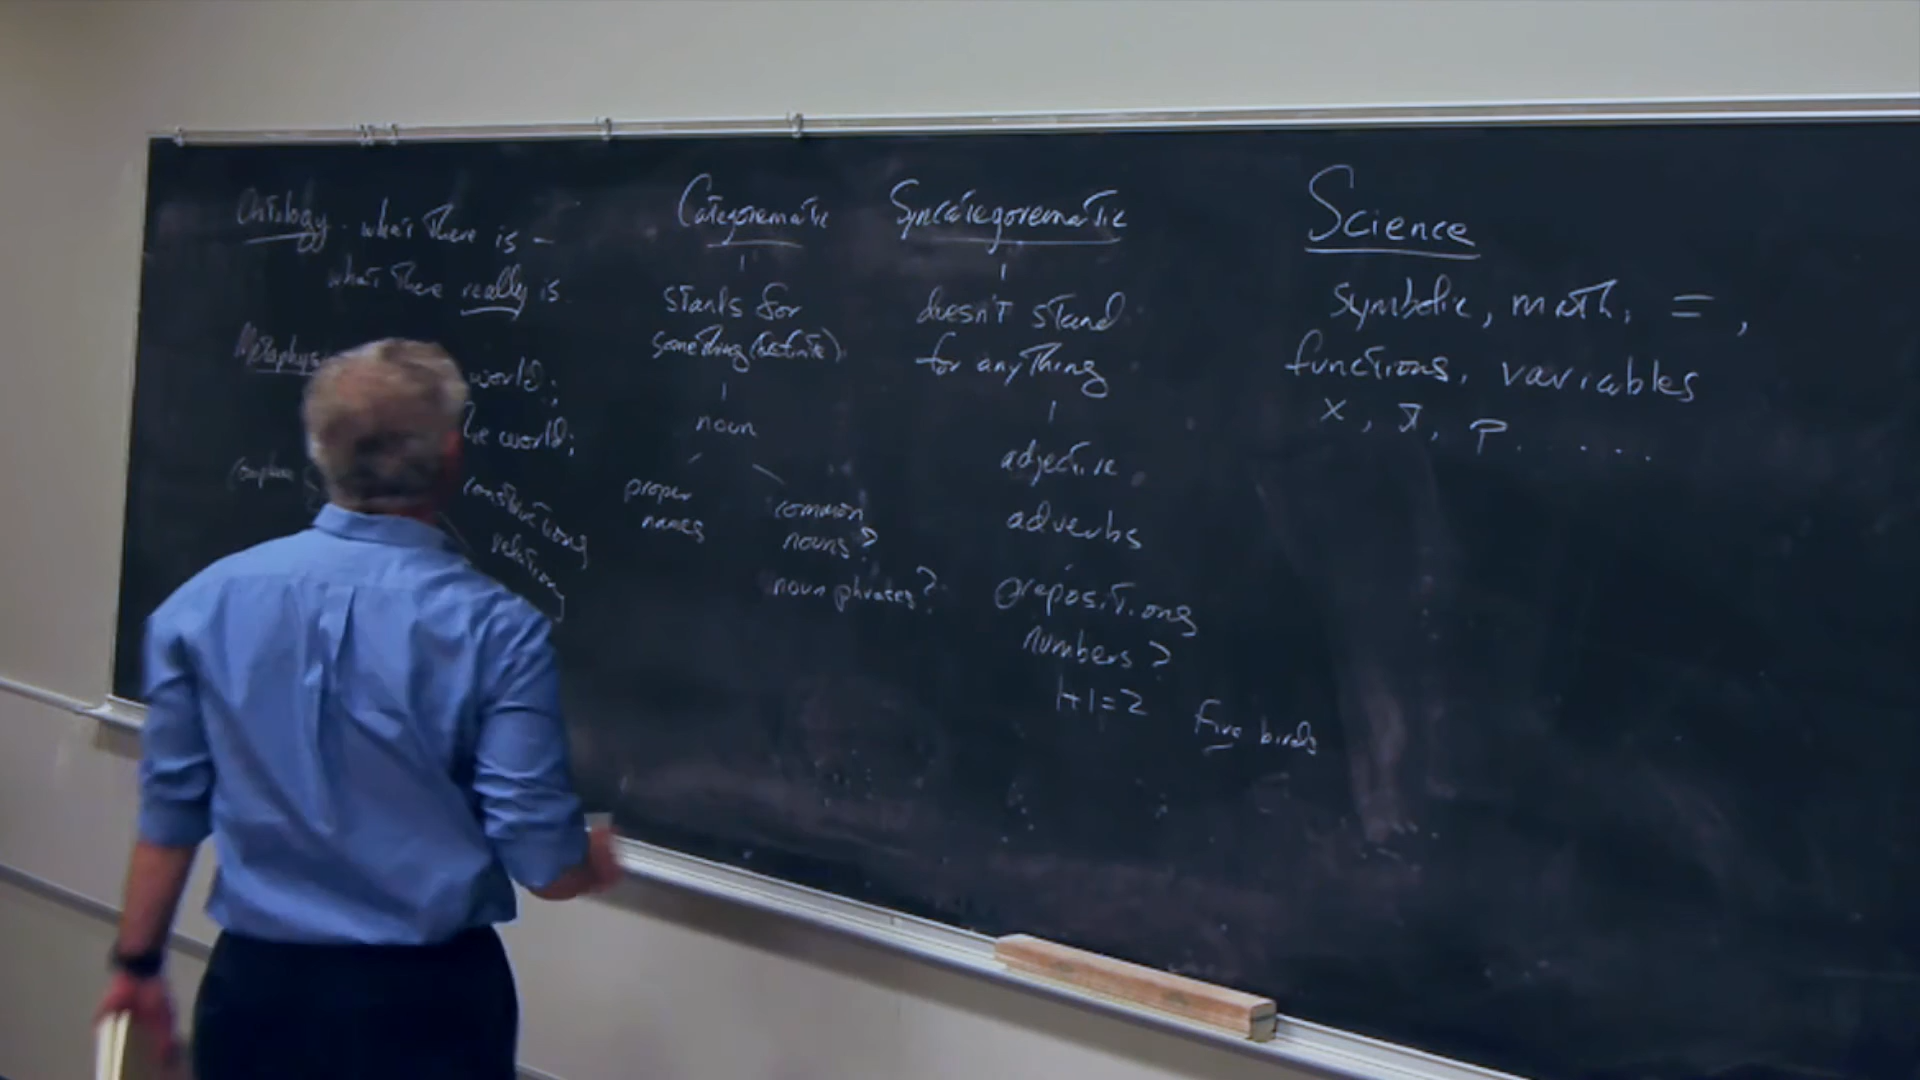 Ontology - what there is -
what there really is.
world;
the world;
constructions
relations
Categorematic
stands for
something (definite)
noun
proper
names
common
nouns?
noun phrases?
Syncategorematic
doesn't stand
for anything
adjective
adverbs
prepositions
numbers?
1+1=2
Five birds
Science
symbolic, math, =,
functions, variables